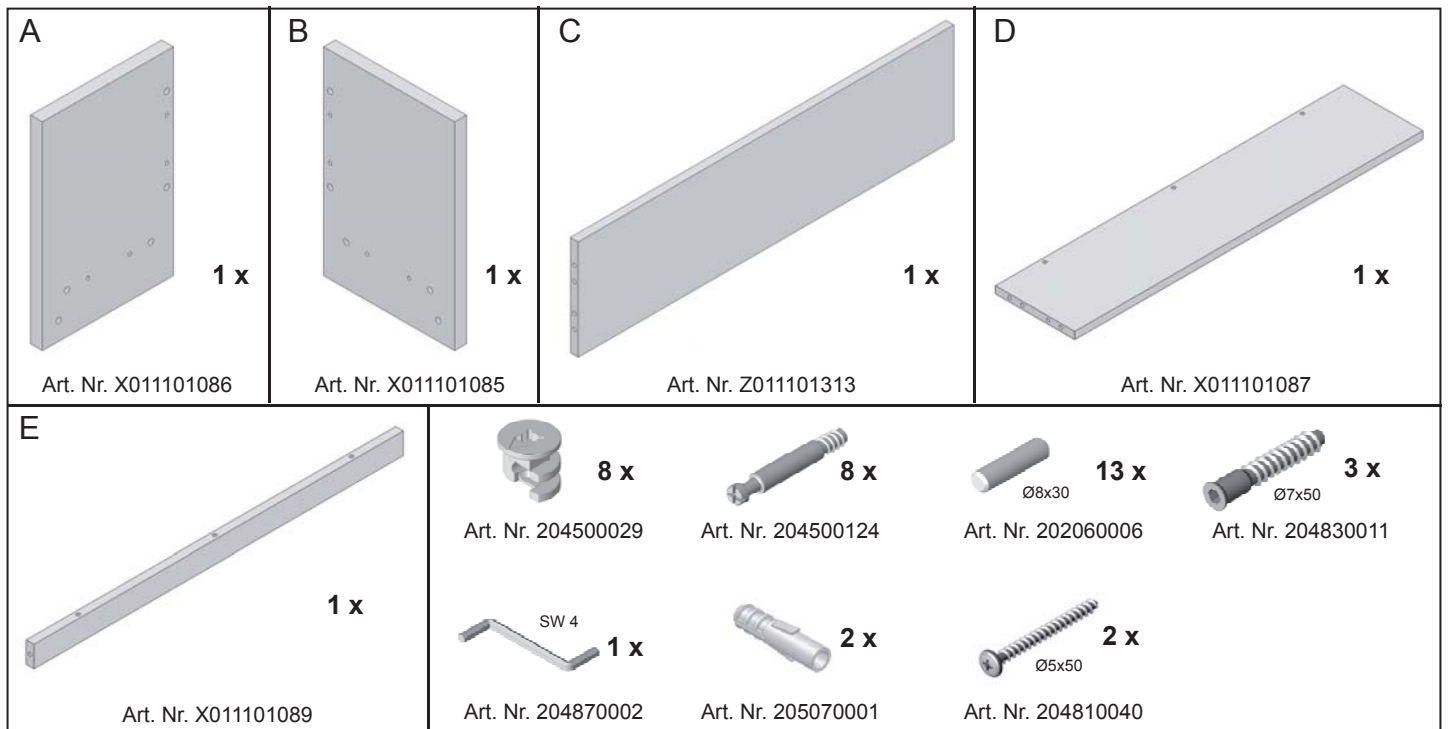 A
1 x
Art. Nr. X011101086
B
1 x
Art. Nr. X011101085
C
1 x
Art. Nr. Z011101313
D
1 x
Art. Nr. X011101087
E
1 x
Art. Nr. X011101089
8 x
Art. Nr. 204500029
8 x
Art. Nr. 204500124
Ø8x30
13 x
Art. Nr. 202060006
Ø7x50
3 x
Art. Nr. 204830011
SW 4
1 x
Art. Nr. 204870002
2 x
Art. Nr. 205070001
Ø5x50
2 x
Art. Nr. 204810040